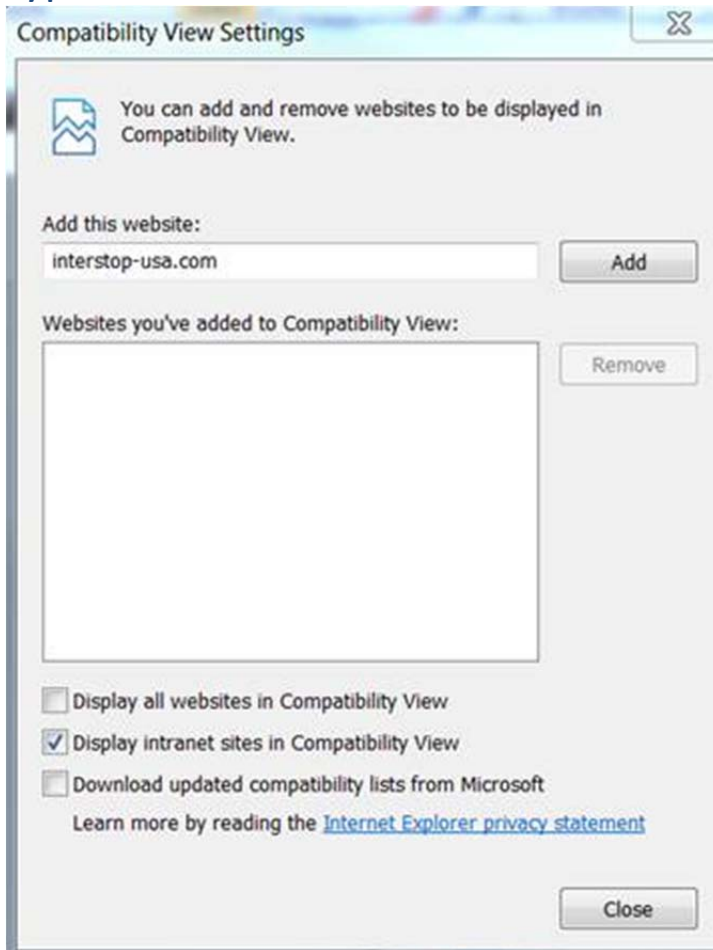 Compatibility View Settings
You can add and remove websites to be displayed in
Compatibility View.
Add this website:
interstop-usa.com
Add
Websites you've added to Compatibility View:
Remove
Display all websites in Compatibility View
Display intranet sites in Compatibility View
Download updated compatibility lists from Microsoft
Learn more by reading the Internet Explorer privacy statement
Close